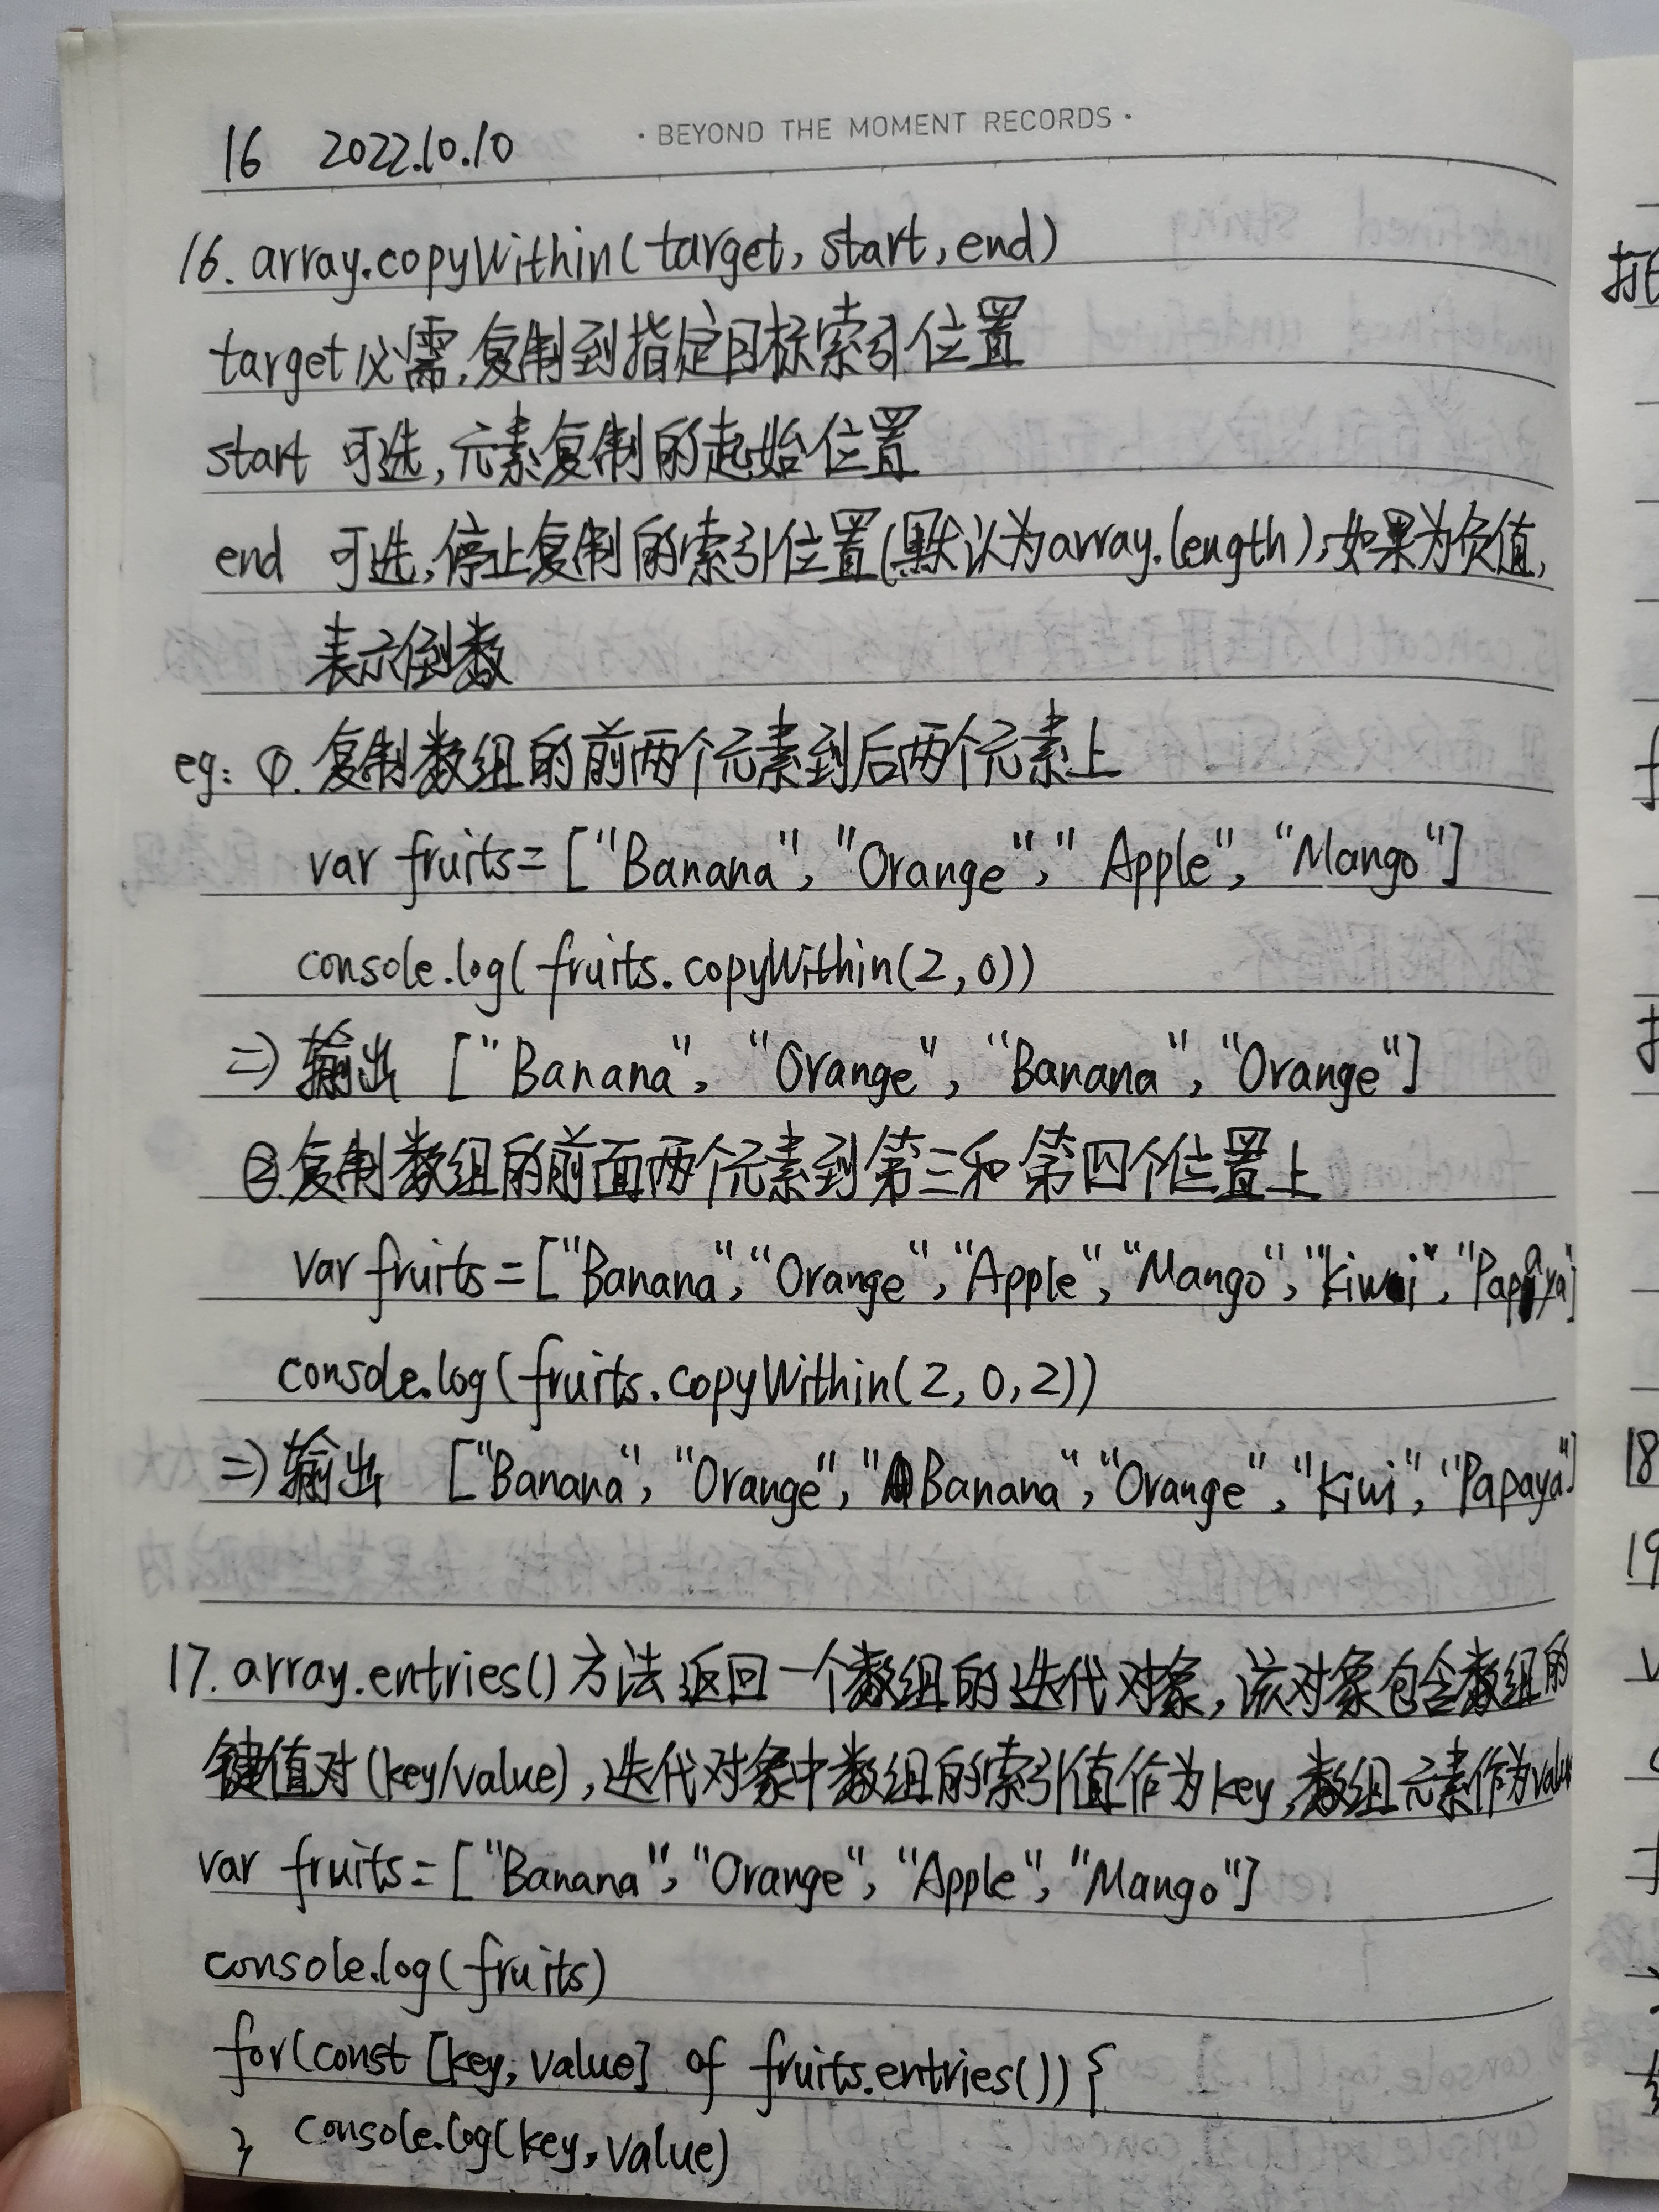 16 2022.10.10
· BEYOND THE MOMENT RECORDS ·
16. array.copyWithin(target, start, end)
target 必需,复制到指定目标索引位置
start 可选,元素复制的起始位置
end 可选,停止复制的索引位置(默认为array.length),如果为负值,
表示倒数
eg: ①.复制数组的前两个元素到后两个元素上
var fruits = ["Banana", "Orange", "Apple", "Mango"]
console.log(fruits.copyWithin(2,0))
=>输出 ["Banana", "Orange", "Banana", "Orange"]
②复制数组的前面两个元素到第三和第四个位置上
var fruits = ["Banana", "Orange", "Apple", "Mango", "Kiwi", "Papaya"]
console.log(fruits.copyWithin(2, 0, 2))
=>输出 ["Banana", "Orange", "Banana", "Orange", "Kiwi", "Papaya"]
17. array.entries()方法返回一个数组的迭代对象,该对象包含数组的
键值对(key/value),迭代对象中数组的索引值作为key,数组元素作为value
var fruits = ["Banana", "Orange", "Apple", "Mango"]
console.log(fruits)
for(const [key, value] of fruits.entries()) {
} console.log(key, value)
18
19